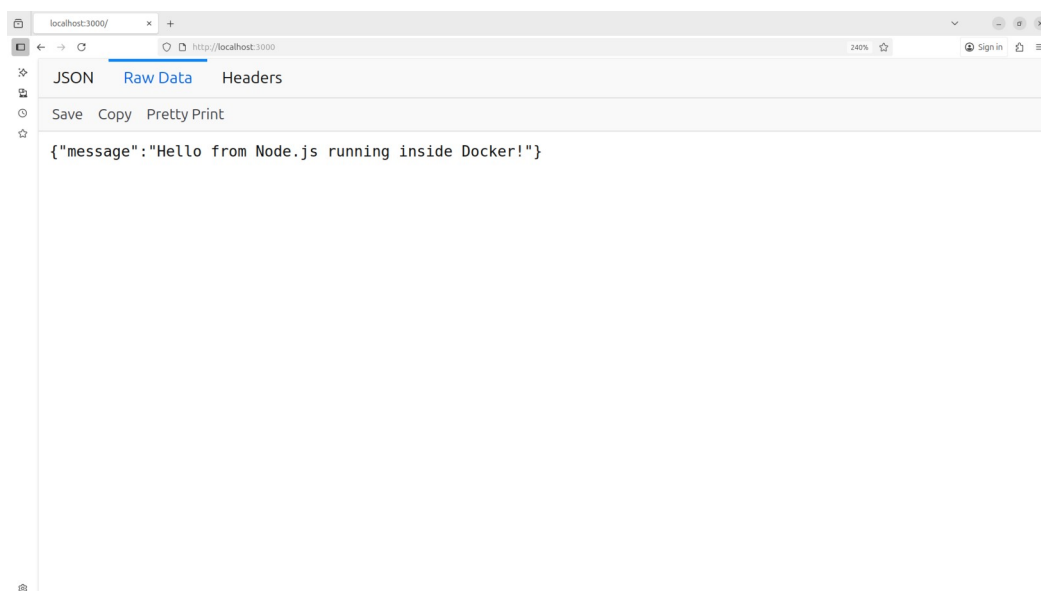 localhost:3000/
http://localhost:3000
240%
Sign in
JSON Raw Data Headers
Save Copy Pretty Print
{"message":"Hello from Node.js running inside Docker!"}